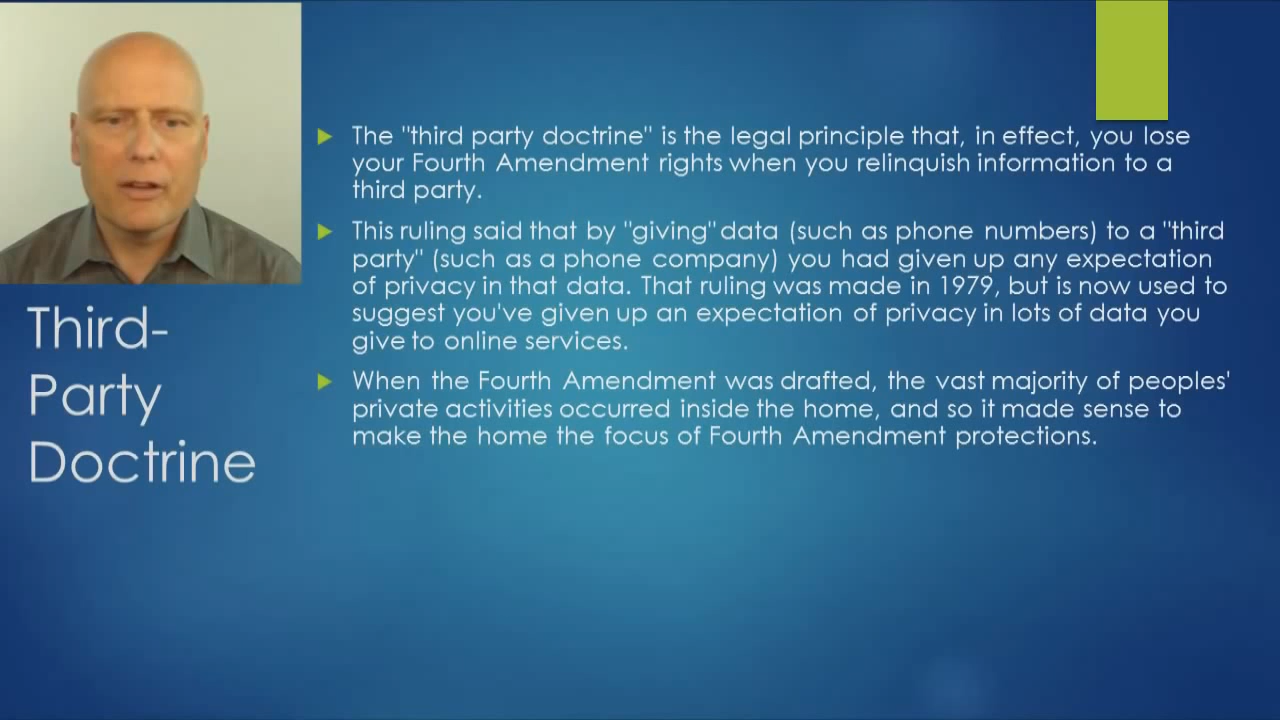 The "third party doctrine" is the legal principle that, in effect, you lose
your Fourth Amendment rights when you relinquish information to a
third party.
This ruling said that by "giving" data (such as phone numbers) to a "third
party" (such as a phone company) you had given up any expectation
of privacy in that data. That ruling was made in 1979, but is now used to
suggest you've given up an expectation of privacy in lots of data you
give to online services.
When the Fourth Amendment was drafted, the vast majority of peoples'
private activities occurred inside the home, and so it made sense to
make the home the focus of Fourth Amendment protections.
Third-
Party
Doctrine